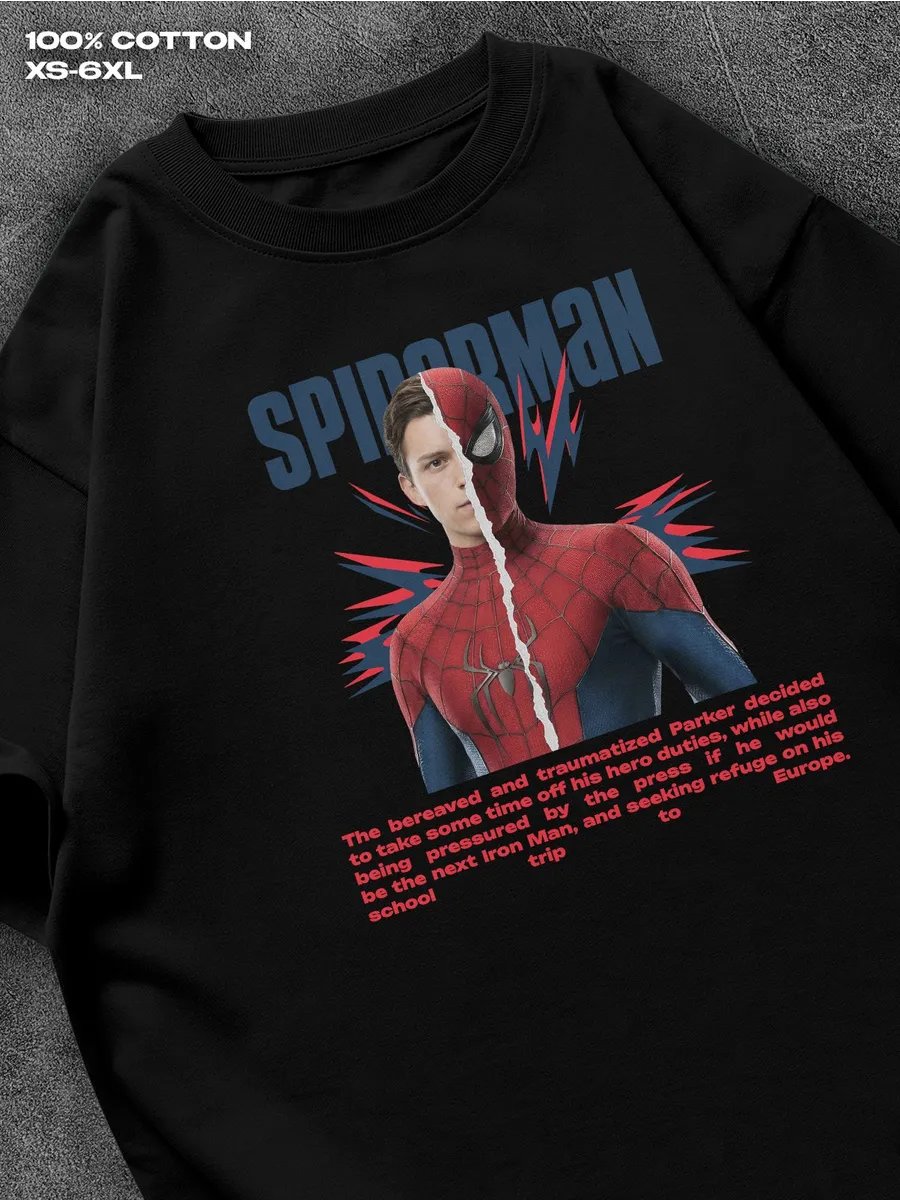 100% COTTON
XS-6XL
SPIDERMAN
The bereaved and traumatized Parker decided
to take some time off his hero duties, while also
being pressured by the press if he would
be the next Iron Man, and seeking refuge on his
school trip to Europe.